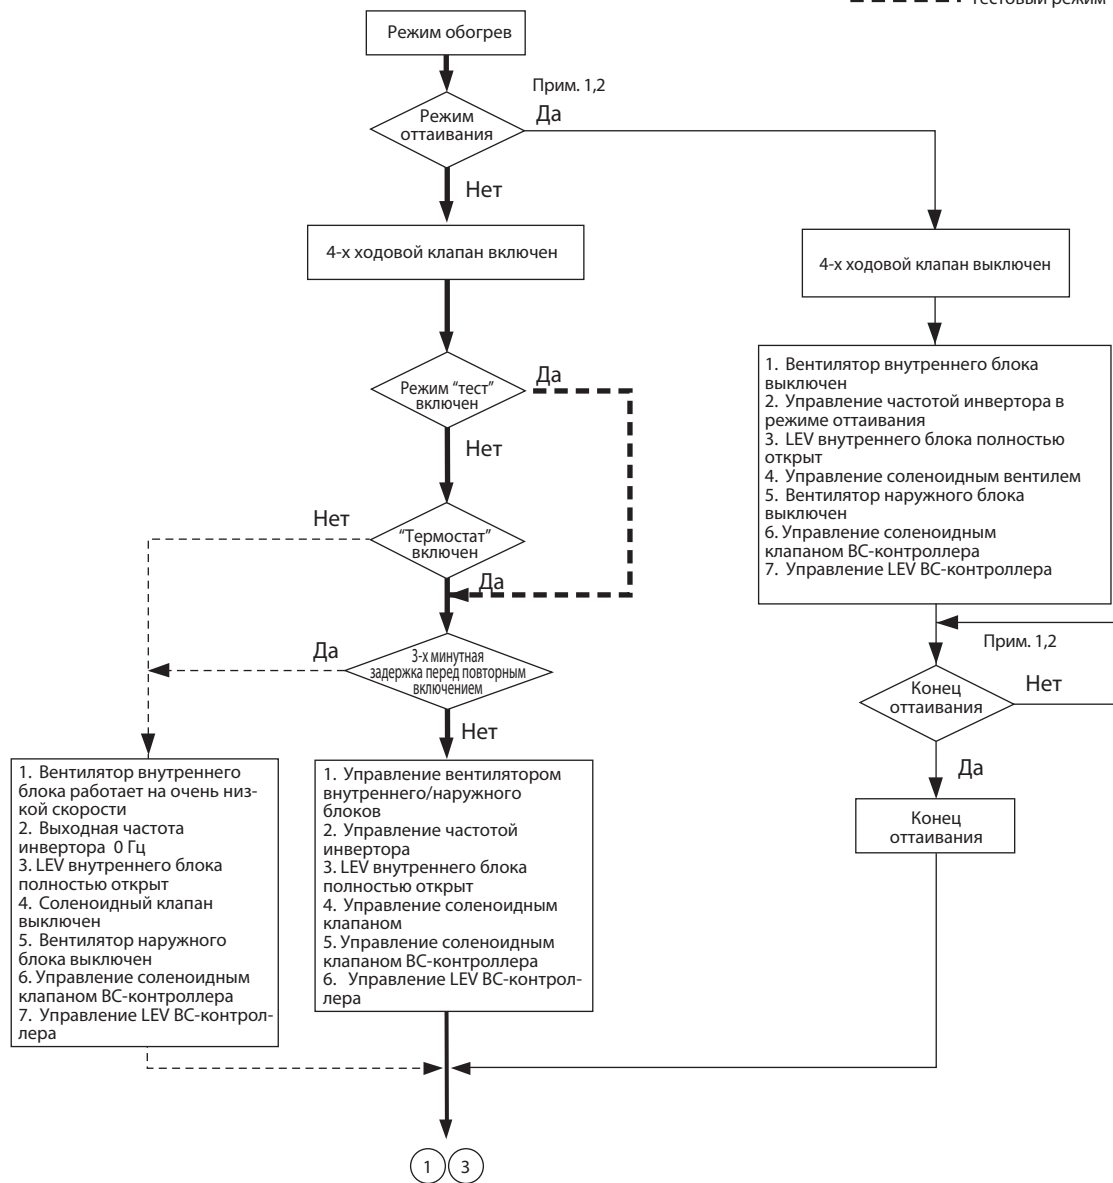 Тестовый режим
Режим обогрев
Прим. 1,2
Режим
оттаивания
Да
Нет
4-х ходовой клапан включен
4-х ходовой клапан выключен
Режим “тест”
включен
Да
Нет
1. Вентилятор внутреннего блока
выключен
2. Управление частотой инвертора в
режиме оттаивания
3. LEV внутреннего блока полностью
открыт
4. Управление соленоидным вентилем
5. Вентилятор наружного блока
выключен
6. Управление соленоидным
клапаном BC-контроллера
7. Управление LEV BC-контроллера
“Термостат”
включен
Нет
Да
3-х минутная
задержка перед повторным
включением
Да
Нет
Прим. 1,2
Конец
оттаивания
Нет
Да
Конец
оттаивания
1. Вентилятор внутреннего
блока работает на очень низ-
кой скорости
2. Выходная частота
инвертора 0 Гц
3. LEV внутреннего блока
полностью открыт
4. Соленоидный клапан
выключен
5. Вентилятор наружного
блока выключен
6. Управление соленоидным
клапаном BC-контроллера
7. Управление LEV BC-контрол-
лера
1. Управление вентилятором
внутреннего/наружного
блоков
2. Управление частотой
инвертора
3. LEV внутреннего блока
полностью открыт
4. Управление соленоидным
клапаном
5. Управление соленоидным
клапаном BC-контроллера
6. Управление LEV BC-контрол-
лера
1 3